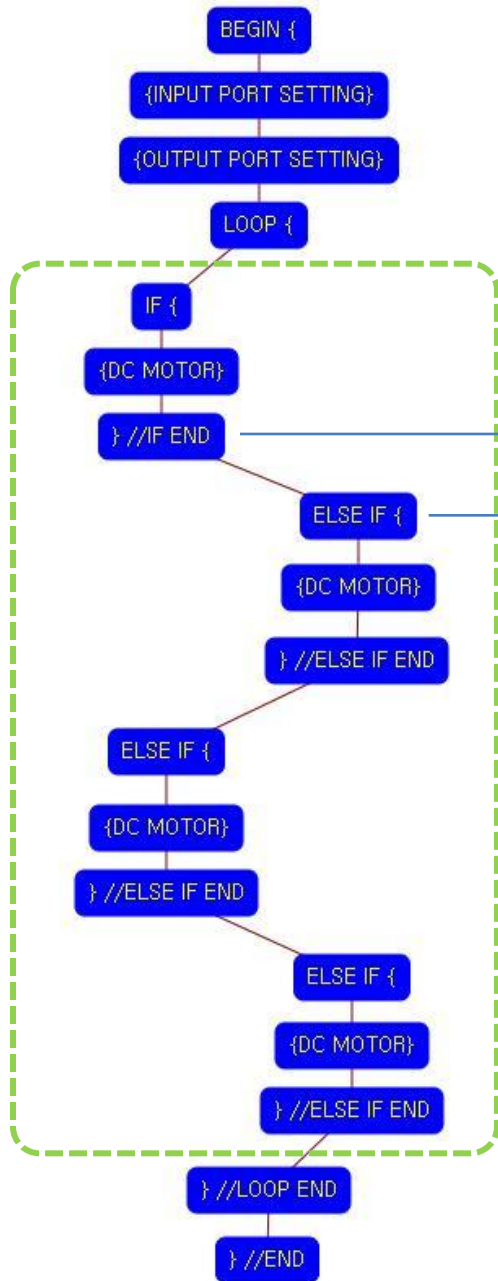 BEGIN {
{INPUT PORT SETTING}
{OUTPUT PORT SETTING}
LOOP {
IF {
{DC MOTOR}
} //IF END
ELSE IF {
{DC MOTOR}
} //ELSE IF END
ELSE IF {
{DC MOTOR}
} //ELSE IF END
ELSE IF {
{DC MOTOR}
} //ELSE IF END
} //LOOP END
} //END